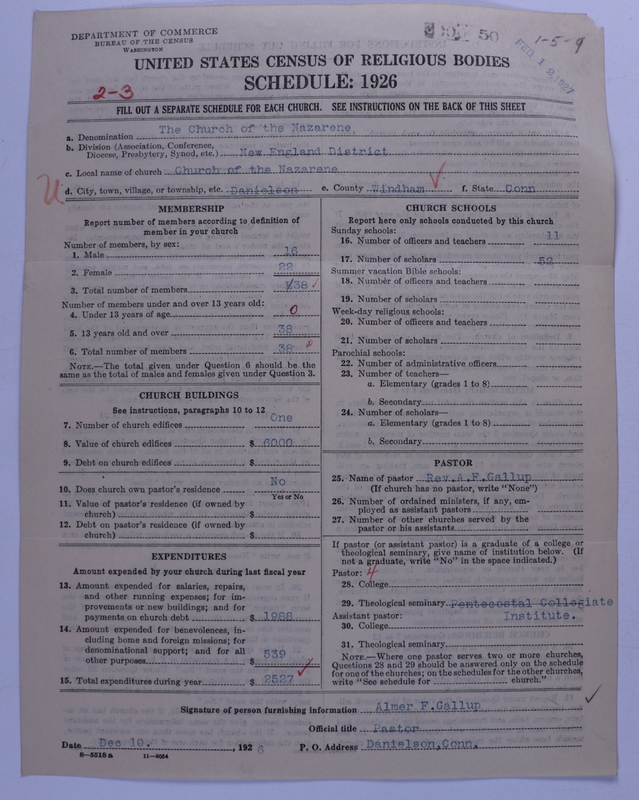 DEPARTMENT OF COMMERCE
BUREAU OF THE CENSUS
WASHINGTON
50
FEB 12 1927
1-5-9
UNITED STATES CENSUS OF RELIGIOUS BODIES
SCHEDULE: 1926
2-3
FILL OUT A SEPARATE SCHEDULE FOR EACH CHURCH. SEE INSTRUCTIONS ON THE BACK OF THIS SHEET
a. Denomination The Church of the Nazarene
b. Division (Association, Conference,
Diocese, Presbytery, Synod, etc.) New England District
c. Local name of church Church of the Nazarene
d. City, town, village, or township, etc. Danielson e. County Windham f. State Conn
MEMBERSHIP
Report number of members according to definition of
member in your church
Number of members, by sex:
1. Male 16
2. Female 22
3. Total number of members 38
Number of members under and over 13 years old:
4. Under 13 years of age 0
5. 13 years old and over 38
6. Total number of members 38
NOTE.—The total given under Question 6 should be the
same as the total of males and females given under Question 3.
CHURCH BUILDINGS
See instructions, paragraphs 10 to 12
7. Number of church edifices One
8. Value of church edifices $ 6000
9. Debt on church edifices $
10. Does church own pastor's residence No
Yes or No
11. Value of pastor's residence (if owned by
church) $
12. Debt on pastor's residence (if owned by
church) $
EXPENDITURES
Amount expended by your church during last fiscal year
13. Amount expended for salaries, repairs,
and other running expenses; for im-
provements or new buildings; and for
payments on church debt $ 1988
14. Amount expended for benevolences, in-
cluding home and foreign missions; for
denominational support; and for all
other purposes $ 539
15. Total expenditures during year $ 2527
CHURCH SCHOOLS
Report here only schools conducted by this church
Sunday schools:
16. Number of officers and teachers 11
17. Number of scholars 52
Summer vacation Bible schools:
18. Number of officers and teachers
19. Number of scholars
Week-day religious schools:
20. Number of officers and teachers
21. Number of scholars
Parochial schools:
22. Number of administrative officers
23. Number of teachers—
a. Elementary (grades 1 to 8)
b. Secondary
24. Number of scholars—
a. Elementary (grades 1 to 8)
b. Secondary
PASTOR
25. Name of pastor Rev.A.F.Gallup
(If church has no pastor, write "None")
26. Number of ordained ministers, if any, em-
ployed as assistant pastors
27. Number of other churches served by the
pastor or his assistants
If pastor (or assistant pastor) is a graduate of a college or
theological seminary, give name of institution below. (If
not a graduate, write "No" in the space indicated.)
Pastor: 4
28. College
29. Theological seminary Pentecostal Collegiate
Assistant pastor: Institute.
30. College
31. Theological seminary
NOTE.—Where one pastor serves two or more churches,
Questions 28 and 29 should be answered only on the schedule
for one of the churches; on the schedules for the other churches,
write "See schedule for church."
Signature of person furnishing information Almer F.Gallup
Official title Pastor
Date Dec 10. , 1926 P. O. Address Danielson,Conn.
8-5518a 11-9554